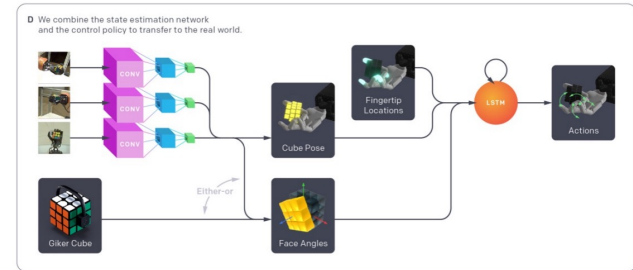 D We combine the state estimation network
and the control policy to transfer to the real world.
CONV
CONV
CONV
Cube Pose
Fingertip
Locations
LSTM
Actions
Either-or
Giker Cube
Face Angles